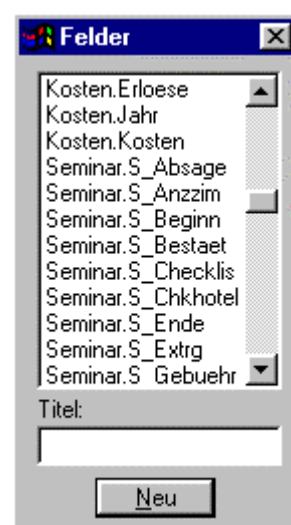 Felder
Kosten.Erloese
Kosten.Jahr
Kosten.Kosten
Seminar.S_Absage
Seminar.S_Anzzim
Seminar.S_Beginn
Seminar.S_Bestaet
Seminar.S_Checklis
Seminar.S_Chkhotel
Seminar.S_Ende
Seminar.S_Extrg
Seminar.S_Gebuehr
Titel:
Neu